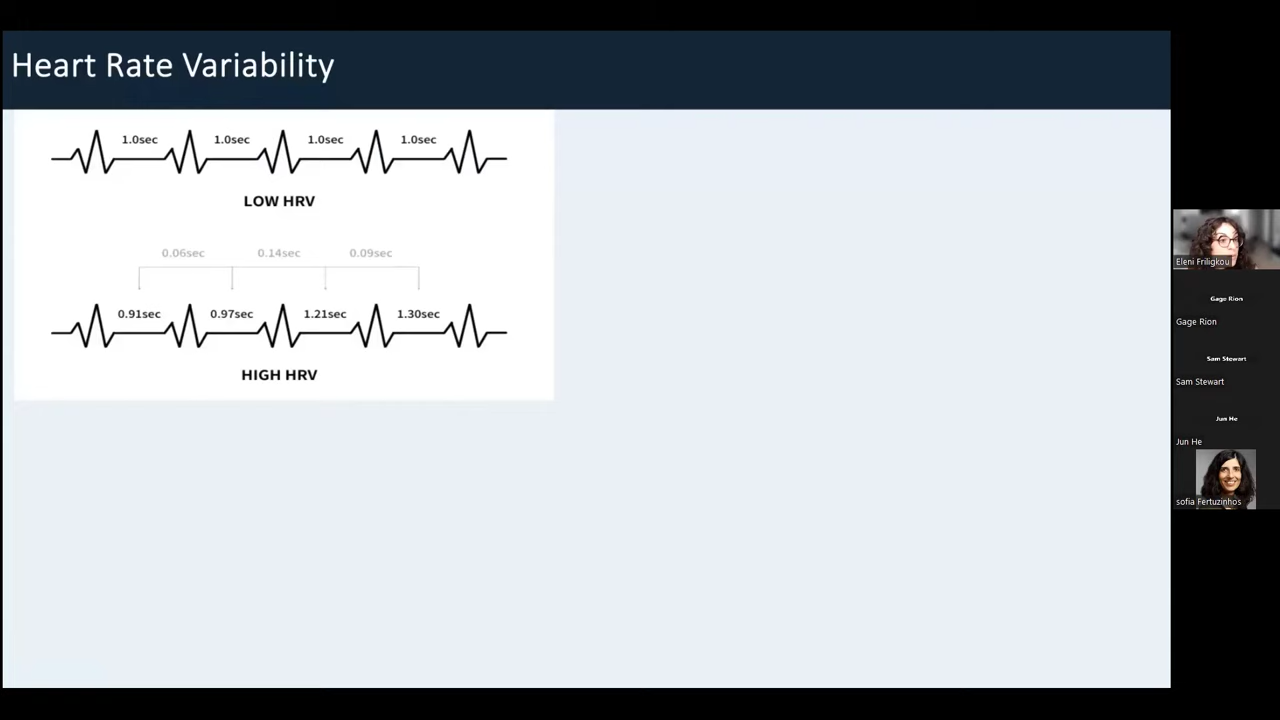 Heart Rate Variability
1.0sec 1.0sec 1.0sec 1.0sec
LOW HRV
0.06sec 0.14sec 0.09sec
0.91sec 0.97sec 1.21sec 1.30sec
HIGH HRV
Eleni Friligkou
Gage Rion
Gage Rion
Sam Stewart
Sam Stewart
Jun He
Jun He
sofia Fertuzinhos